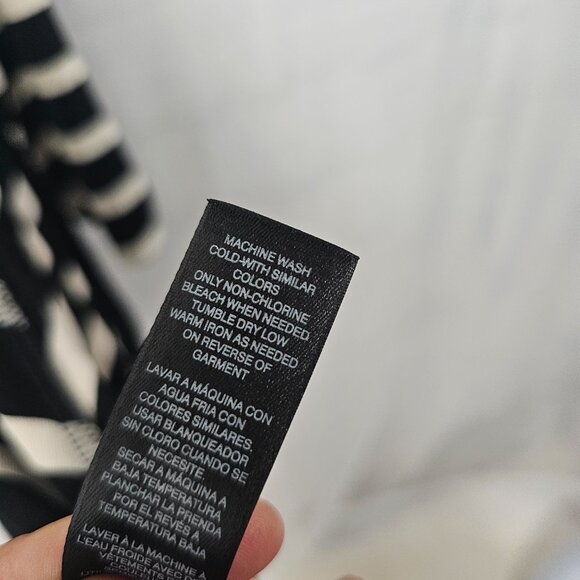 MACHINE WASH
COLD-WITH SIMILAR
COLORS
ONLY NON-CHLORINE
BLEACH WHEN NEEDED
TUMBLE DRY LOW
WARM IRON AS NEEDED
ON REVERSE OF
GARMENT
LAVAR A MÁQUINA CON
AGUA FRIA CON
COLORES SIMILARES
USAR BLANQUEADOR
SIN CLORO CUANDO SE
NECESITE.
SECAR A MÁQUINA A
BAJA TEMPERATURA
PLANCHAR LA PRENDA
POR EL REVÉS A
TEMPERATURA BAJA
LAVER À LA MACHINE À
L'EAU FROIDE AVEC